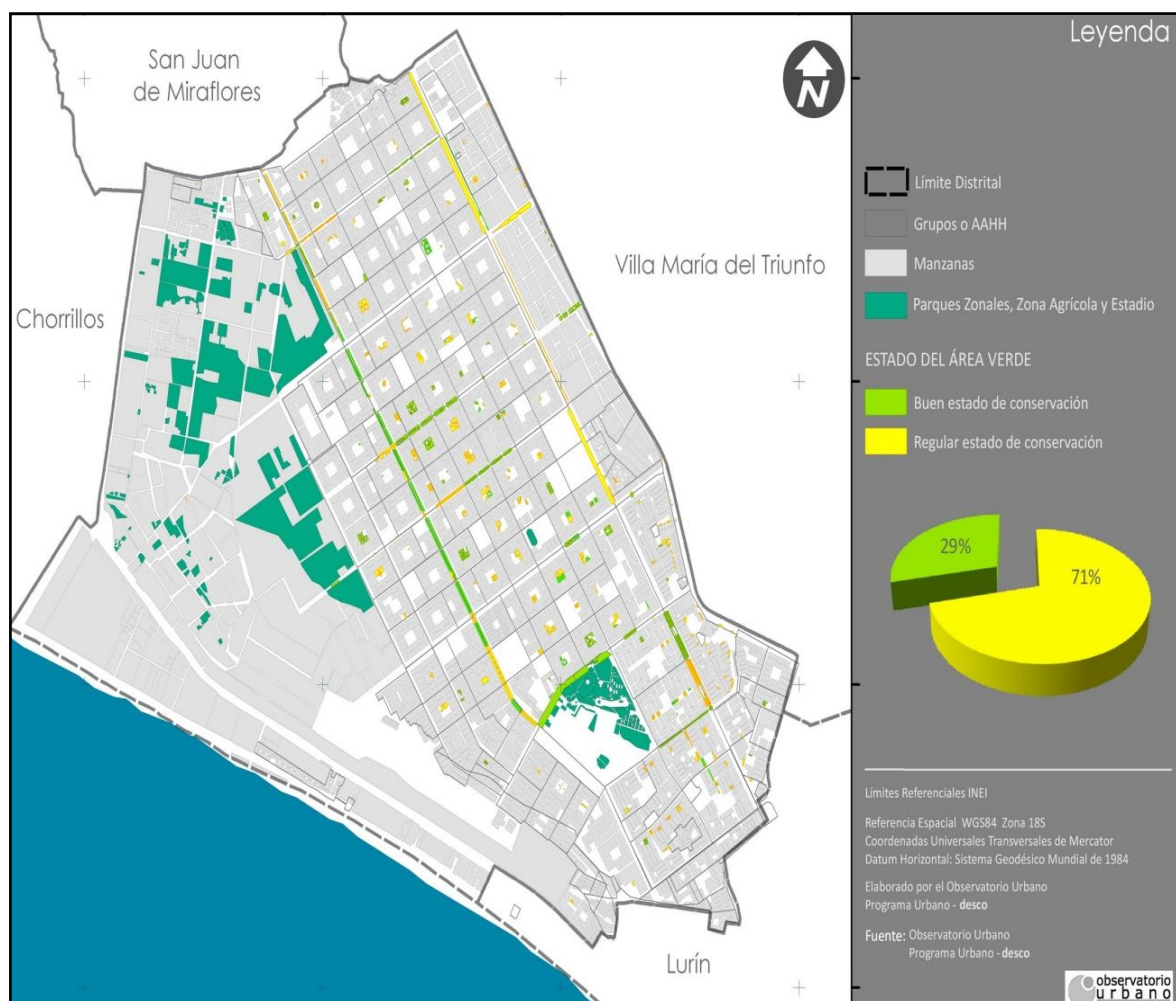 San Juan
de Miraflores
N
Villa María del Triunfo
Chorrillos
Lurín
Leyenda
Límite Distrital
Grupos o AAHH
Manzanas
Parques Zonales, Zona Agrícola y Estadio
ESTADO DEL ÁREA VERDE
Buen estado de conservación
Regular estado de conservación
29%
71%
Límites Referenciales INEI
Referencia Espacial WGS84 Zona 18S
Coordenadas Universales Transversales de Mercator
Datum Horizontal: Sistema Geodésico Mundial de 1984
Elaborado por el Observatorio Urbano
Programa Urbano - desco
Fuente: Observatorio Urbano
Programa Urbano - desco
observatorio
urbano